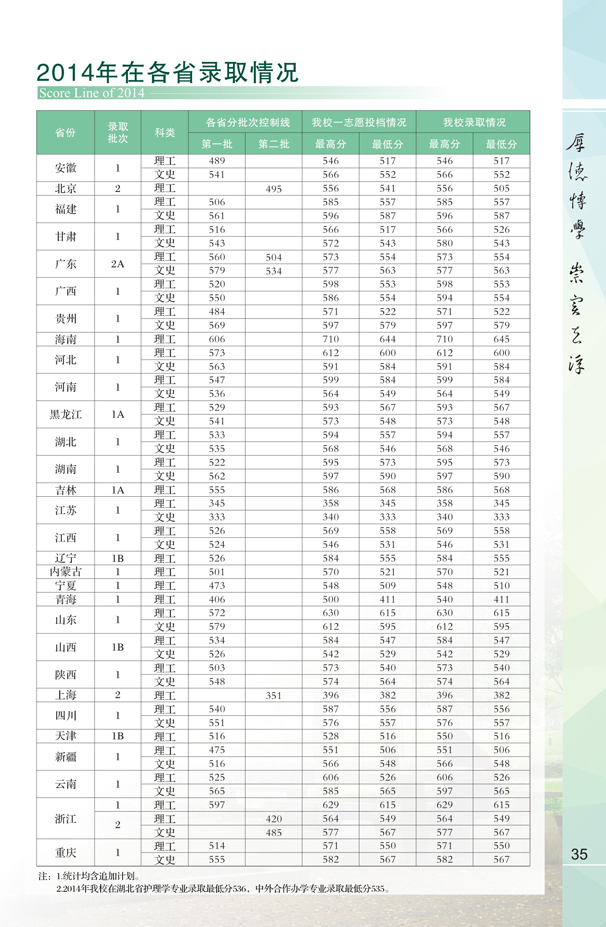 2014年在各省录取情况
Score Line of 2014
省份 录取批次 科类 各省分批次控制线 我校一志愿投档情况 我校录取情况
第一批 第二批 最高分 最低分 最高分 最低分
安徽 1 理工 489 546 517 546 517
文史 541 566 552 566 552
北京 2 理工 495 556 541 556 505
福建 1 理工 506 585 557 585 557
文史 561 596 587 596 587
甘肃 1 理工 516 566 517 566 526
文史 543 572 543 580 543
广东 2A 理工 560 504 573 554 573 554
文史 579 534 577 563 577 563
广西 1 理工 520 598 553 598 553
文史 550 586 554 594 554
贵州 1 理工 484 571 522 571 522
文史 569 597 579 597 579
海南 1 理工 606 710 644 710 645
河北 1 理工 573 612 600 612 600
文史 563 591 584 591 584
河南 1 理工 547 599 584 599 584
文史 536 564 549 564 549
黑龙江 1A 理工 529 593 567 593 567
文史 541 573 548 573 548
湖北 1 理工 533 594 557 594 557
文史 535 568 546 568 546
湖南 1 理工 522 595 573 595 573
文史 562 597 590 597 590
吉林 1A 理工 555 586 568 586 568
江苏 1 理工 345 358 345 358 345
文史 333 340 333 340 333
江西 1 理工 526 569 558 569 558
文史 524 546 531 546 531
辽宁 1B 理工 526 584 555 584 555
内蒙古 1 理工 501 570 521 570 521
宁夏 1 理工 473 548 509 548 510
青海 1 理工 406 500 411 540 411
山东 1 理工 572 630 615 630 615
文史 579 612 595 612 595
山西 1B 理工 534 584 547 584 547
文史 526 542 529 542 529
陕西 1 理工 503 573 540 573 540
文史 548 574 564 574 564
上海 2 理工 351 396 382 396 382
四川 1 理工 540 587 556 587 556
文史 551 576 557 576 557
天津 1B 理工 516 528 516 550 516
新疆 1 理工 475 551 506 551 506
文史 516 566 548 566 548
云南 1 理工 525 606 526 606 526
文史 565 585 565 597 565
浙江 1 理工 597 629 615 629 615
2 理工 420 564 549 564 549
文史 485 577 567 577 567
重庆 1 理工 514 571 550 571 550
文史 555 582 567 582 567
注：1.统计均含追加计划。
2.2014年我校在湖北省护理学专业录取最低分536，中外合作办学专业录取最低分535。
厚德博学 崇实去浮
35